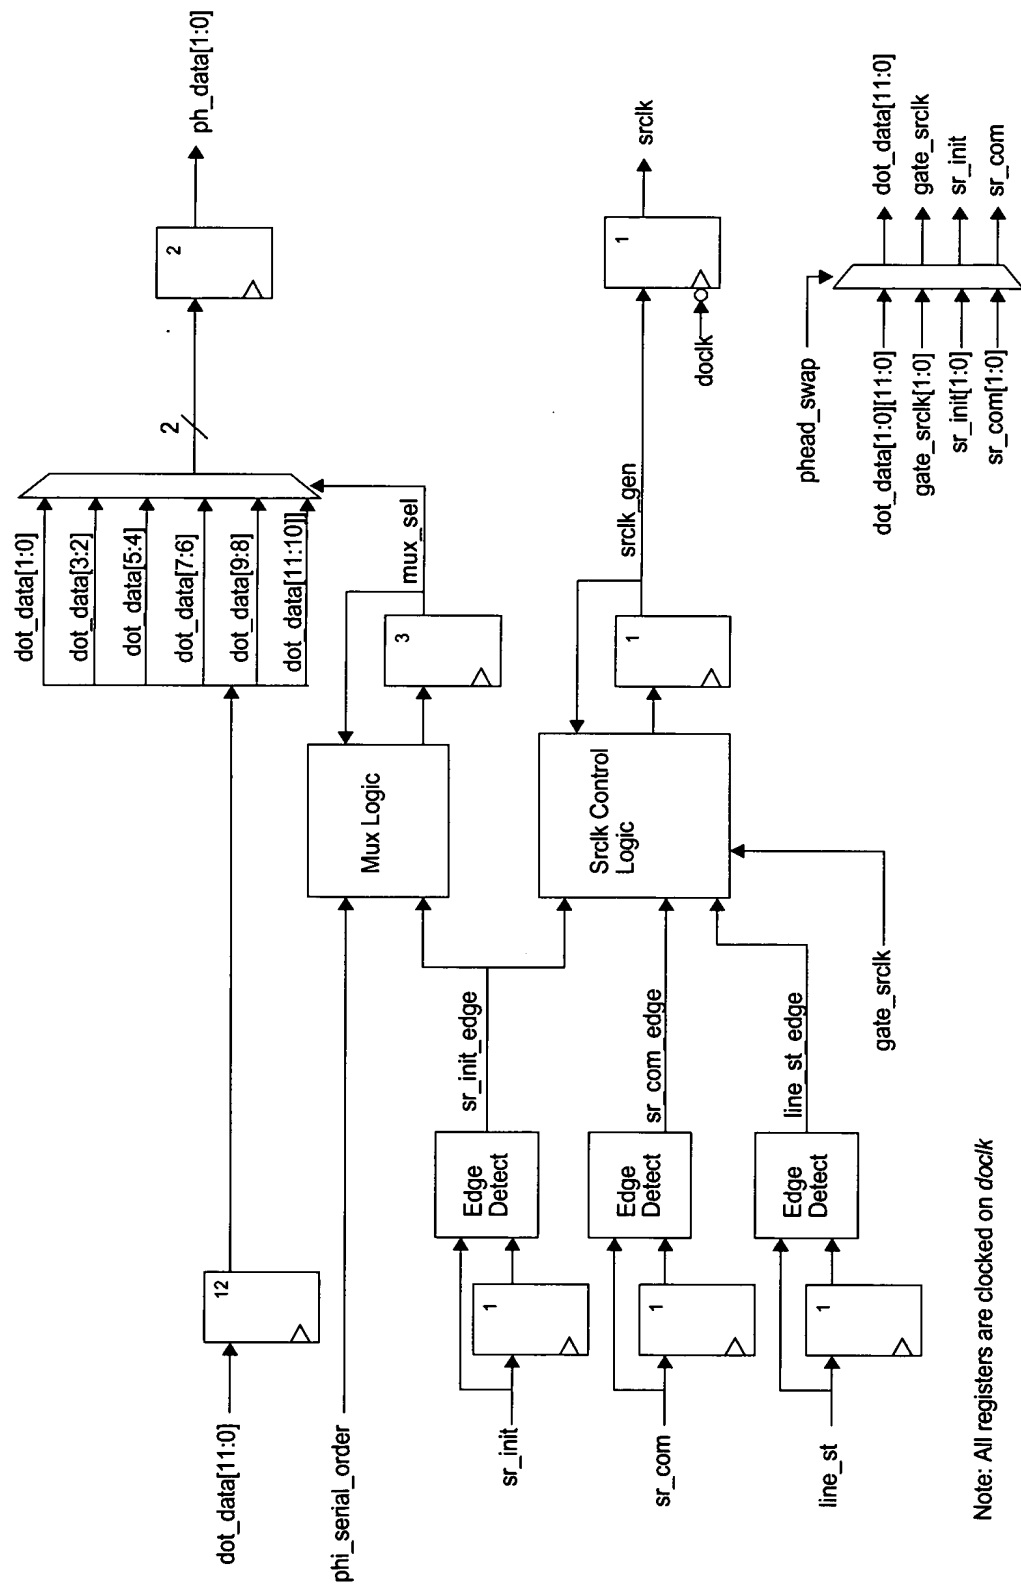 dot_data[11:0]
12
dot_data[1:0]
dot_data[3:2]
dot_data[5:4]
dot_data[7:6]
dot_data[9:8]
dot_data[11:10]]
2
2
ph_data[1:0]
phi_serial_order
Mux Logic
3
mux_sel
sr_init
1
Edge
Detect
sr_init_edge
sr_com
1
Edge
Detect
sr_com_edge
line_st
1
Edge
Detect
line_st_edge
gate_srclk
Srclk Control
Logic
1
srclk_gen
doclk
1
srclk
phead_swap
dot_data[1:0][11:0]
gate_srclk[1:0]
sr_init[1:0]
sr_com[1:0]
dot_data[11:0]
gate_srclk
sr_init
sr_com
Note: All registers are clocked on doclk